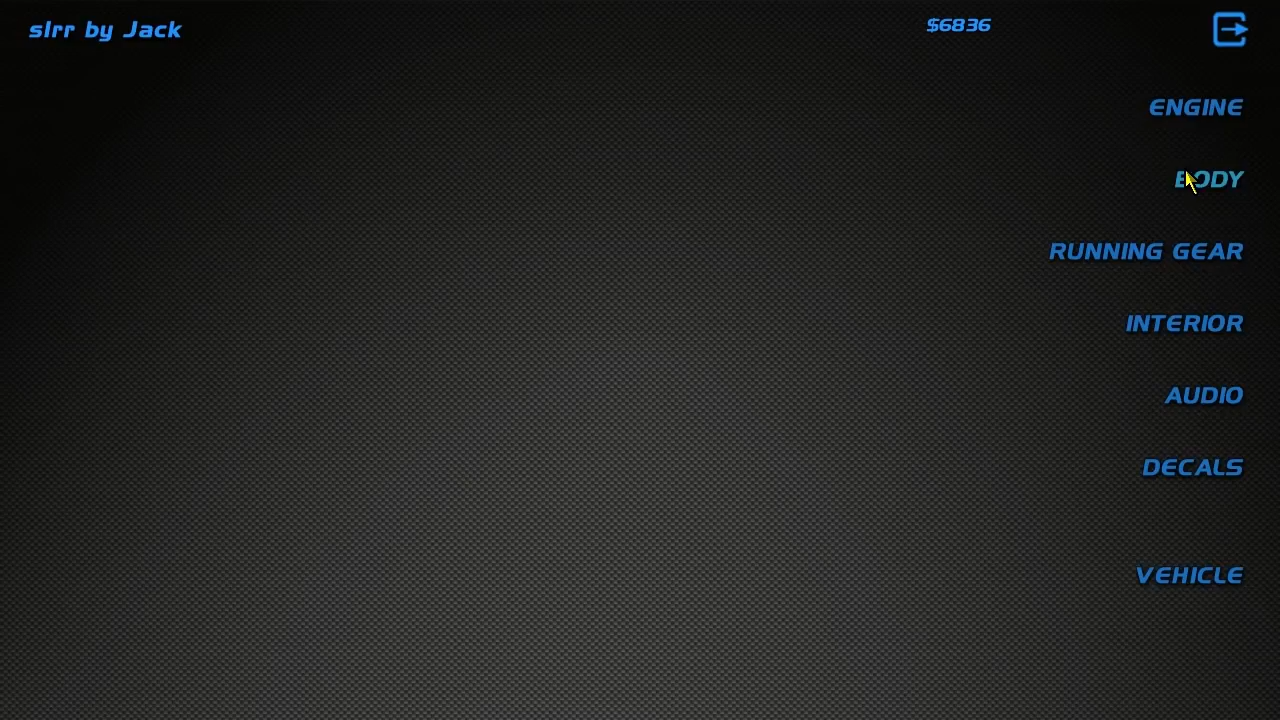 slrr by Jack
$6836
ENGINE
BODY
RUNNING GEAR
INTERIOR
AUDIO
DECALS
VEHICLE